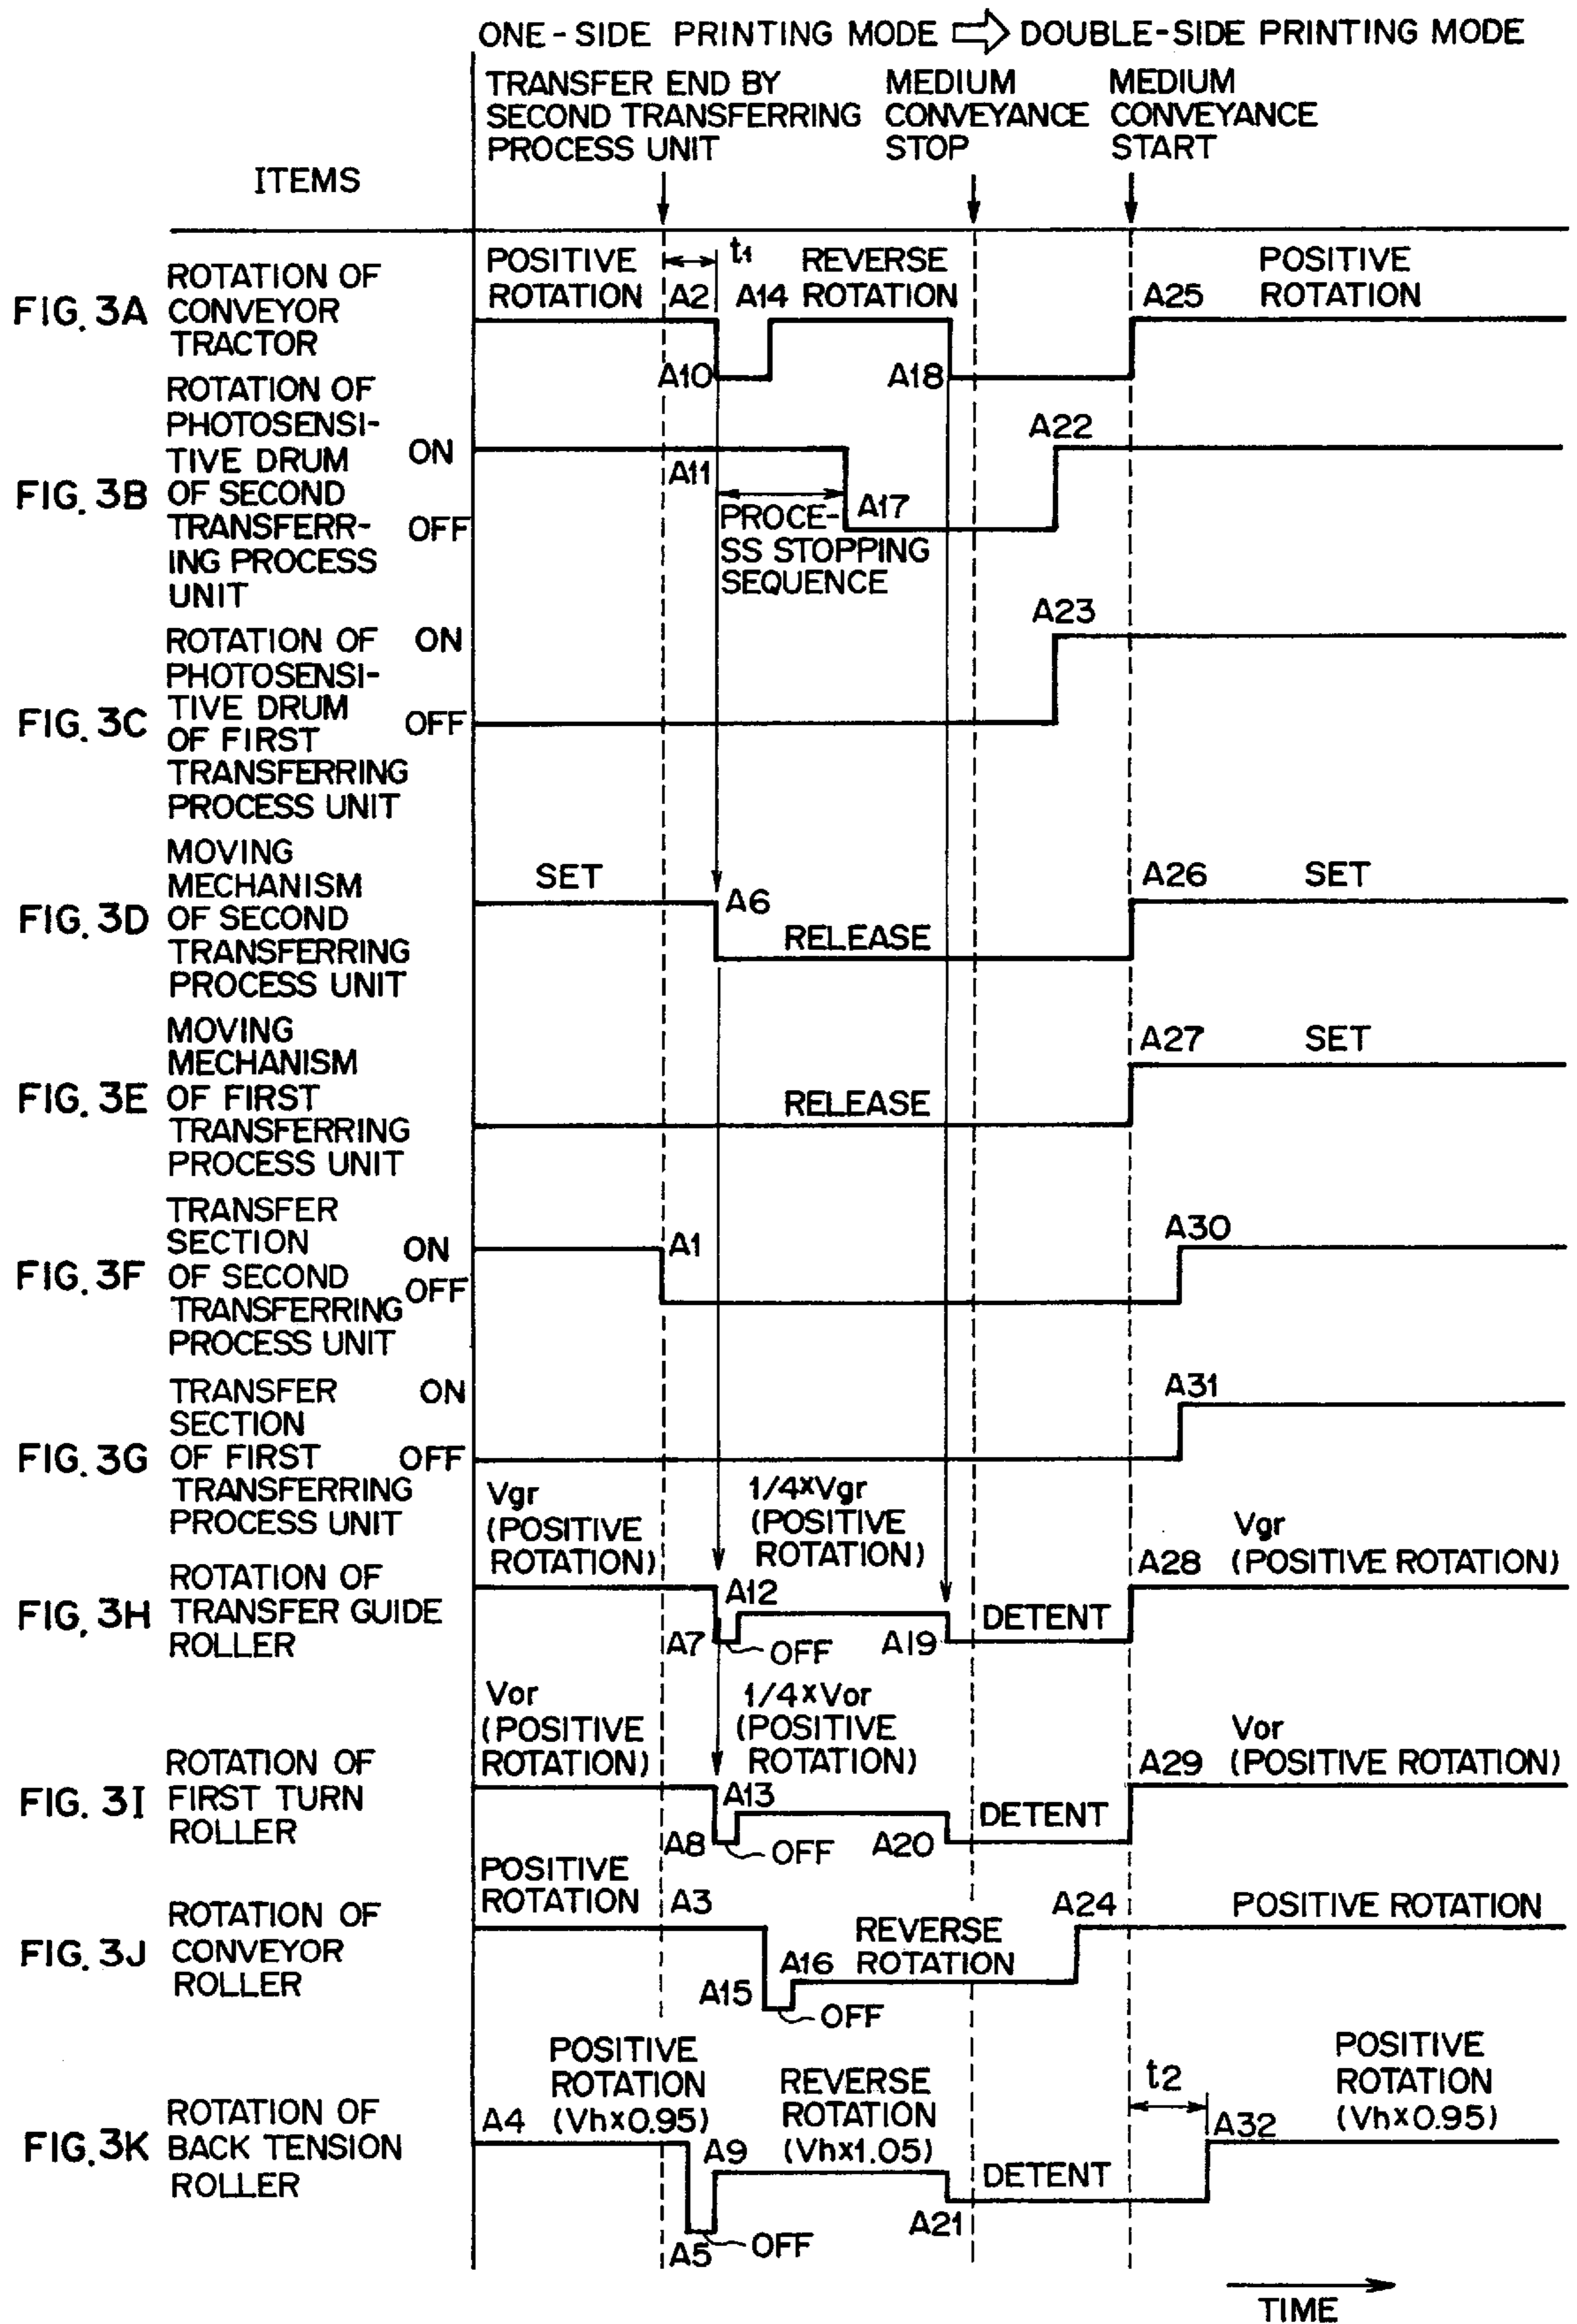 ONE-SIDE PRINTING MODE ⇨ DOUBLE-SIDE PRINTING MODE
TRANSFER END BY
SECOND TRANSFERRING
PROCESS UNIT
MEDIUM
CONVEYANCE
STOP
MEDIUM
CONVEYANCE
START
ITEMS
FIG. 3A
ROTATION OF
CONVEYOR
TRACTOR
POSITIVE
ROTATION
A2
t1
A14
REVERSE
ROTATION
A25
POSITIVE
ROTATION
A10
A18
FIG. 3B
ROTATION OF
PHOTOSENSI-
TIVE DRUM
OF SECOND
TRANSFERR-
ING PROCESS
UNIT
ON
OFF
A11
A17
A22
PROCE-
SS STOPPING
SEQUENCE
FIG. 3C
ROTATION OF
PHOTOSENSI-
TIVE DRUM
OF FIRST
TRANSFERRING
PROCESS UNIT
ON
OFF
A23
FIG. 3D
MOVING
MECHANISM
OF SECOND
TRANSFERRING
PROCESS UNIT
SET
A6
RELEASE
A26
SET
FIG. 3E
MOVING
MECHANISM
OF FIRST
TRANSFERRING
PROCESS UNIT
RELEASE
A27
SET
FIG. 3F
TRANSFER
SECTION
OF SECOND
TRANSFERRING
PROCESS UNIT
ON
OFF
A1
A30
FIG. 3G
TRANSFER
SECTION
OF FIRST
TRANSFERRING
PROCESS UNIT
ON
OFF
A31
FIG. 3H
ROTATION OF
TRANSFER GUIDE
ROLLER
Vgr
(POSITIVE
ROTATION)
1/4×Vgr
(POSITIVE
ROTATION)
A12
A7
OFF
A19
DETENT
A28
Vgr
(POSITIVE ROTATION)
FIG. 3I
ROTATION OF
FIRST TURN
ROLLER
Vor
(POSITIVE
ROTATION)
1/4×Vor
(POSITIVE
ROTATION)
A13
A8
OFF
A20
DETENT
A29
Vor
(POSITIVE ROTATION)
FIG. 3J
ROTATION OF
CONVEYOR
ROLLER
POSITIVE
ROTATION
A3
A15
OFF
A16
REVERSE
ROTATION
A24
POSITIVE ROTATION
FIG. 3K
ROTATION OF
BACK TENSION
ROLLER
A4
POSITIVE
ROTATION
(Vh×0.95)
A5
OFF
A9
REVERSE
ROTATION
(Vh×1.05)
A21
DETENT
t2
A32
POSITIVE
ROTATION
(Vh×0.95)
TIME